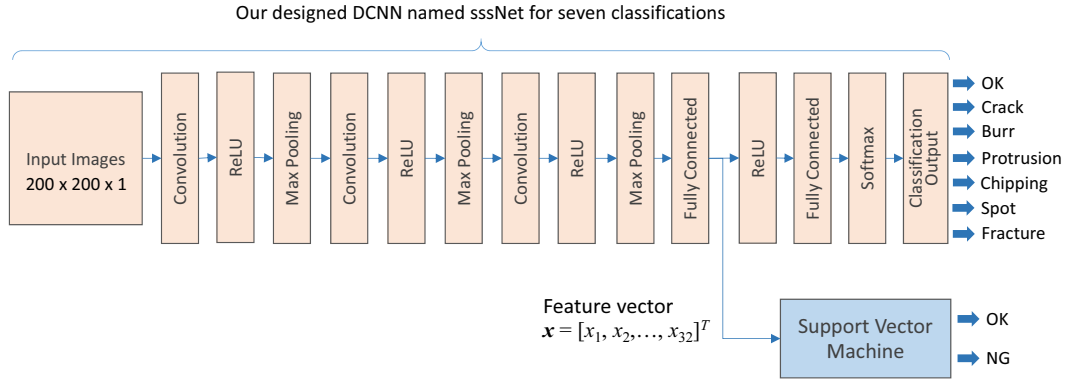 Our designed DCNN named sssNet for seven classifications
Input Images
200 x 200 x 1
Convolution
ReLU
Max Pooling
Convolution
ReLU
Max Pooling
Convolution
ReLU
Max Pooling
Fully Connected
ReLU
Fully Connected
Softmax
Classification
Output
OK
Crack
Burr
Protrusion
Chipping
Spot
Fracture
Feature vector
x = [x1, x2,…, x32]T
Support Vector
Machine
OK
NG